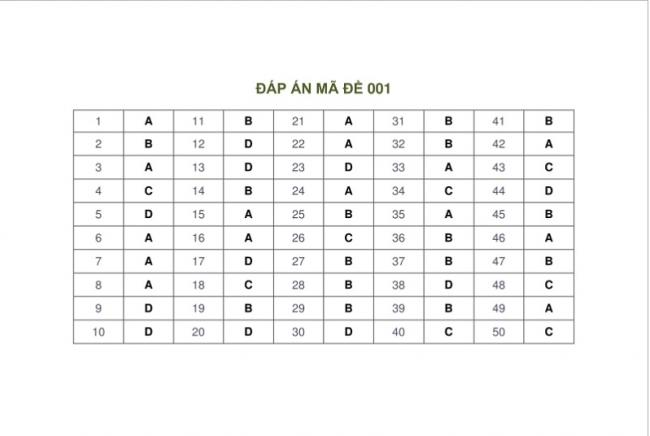 ĐÁP ÁN MÃ ĐỀ 001
1 A 11 B 21 A 31 B 41 B
2 B 12 D 22 A 32 B 42 A
3 A 13 D 23 D 33 A 43 C
4 C 14 B 24 A 34 C 44 D
5 D 15 A 25 B 35 A 45 B
6 A 16 A 26 C 36 B 46 A
7 A 17 D 27 B 37 B 47 B
8 A 18 C 28 B 38 D 48 C
9 D 19 B 29 B 39 B 49 A
10 D 20 D 30 D 40 C 50 C